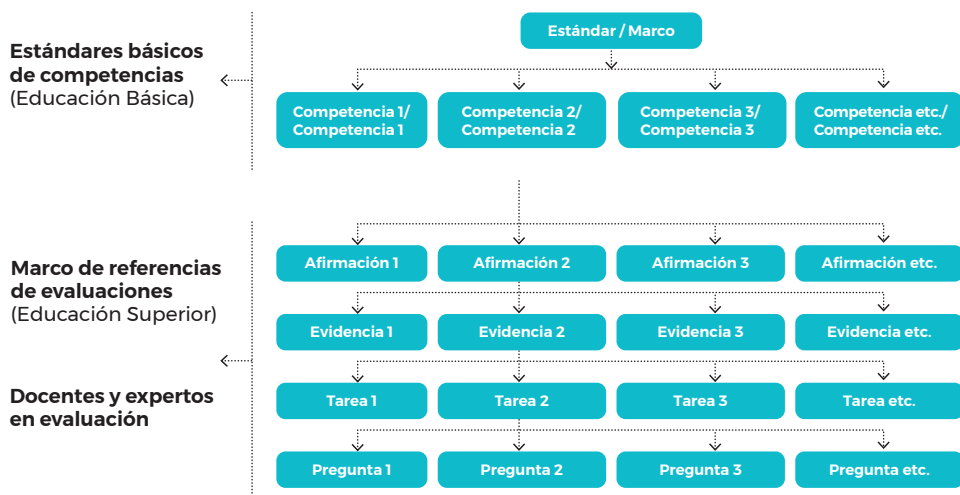 Estándares básicos
de competencias
(Educación Básica)
Estándar / Marco
Competencia 1/
Competencia 1
Competencia 2/
Competencia 2
Competencia 3/
Competencia 3
Competencia etc./
Competencia etc.
Marco de referencias
de evaluaciones
(Educación Superior)
Docentes y expertos
en evaluación
Afirmación 1
Afirmación 2
Afirmación 3
Afirmación etc.
Evidencia 1
Evidencia 2
Evidencia 3
Evidencia etc.
Tarea 1
Tarea 2
Tarea 3
Tarea etc.
Pregunta 1
Pregunta 2
Pregunta 3
Pregunta etc.